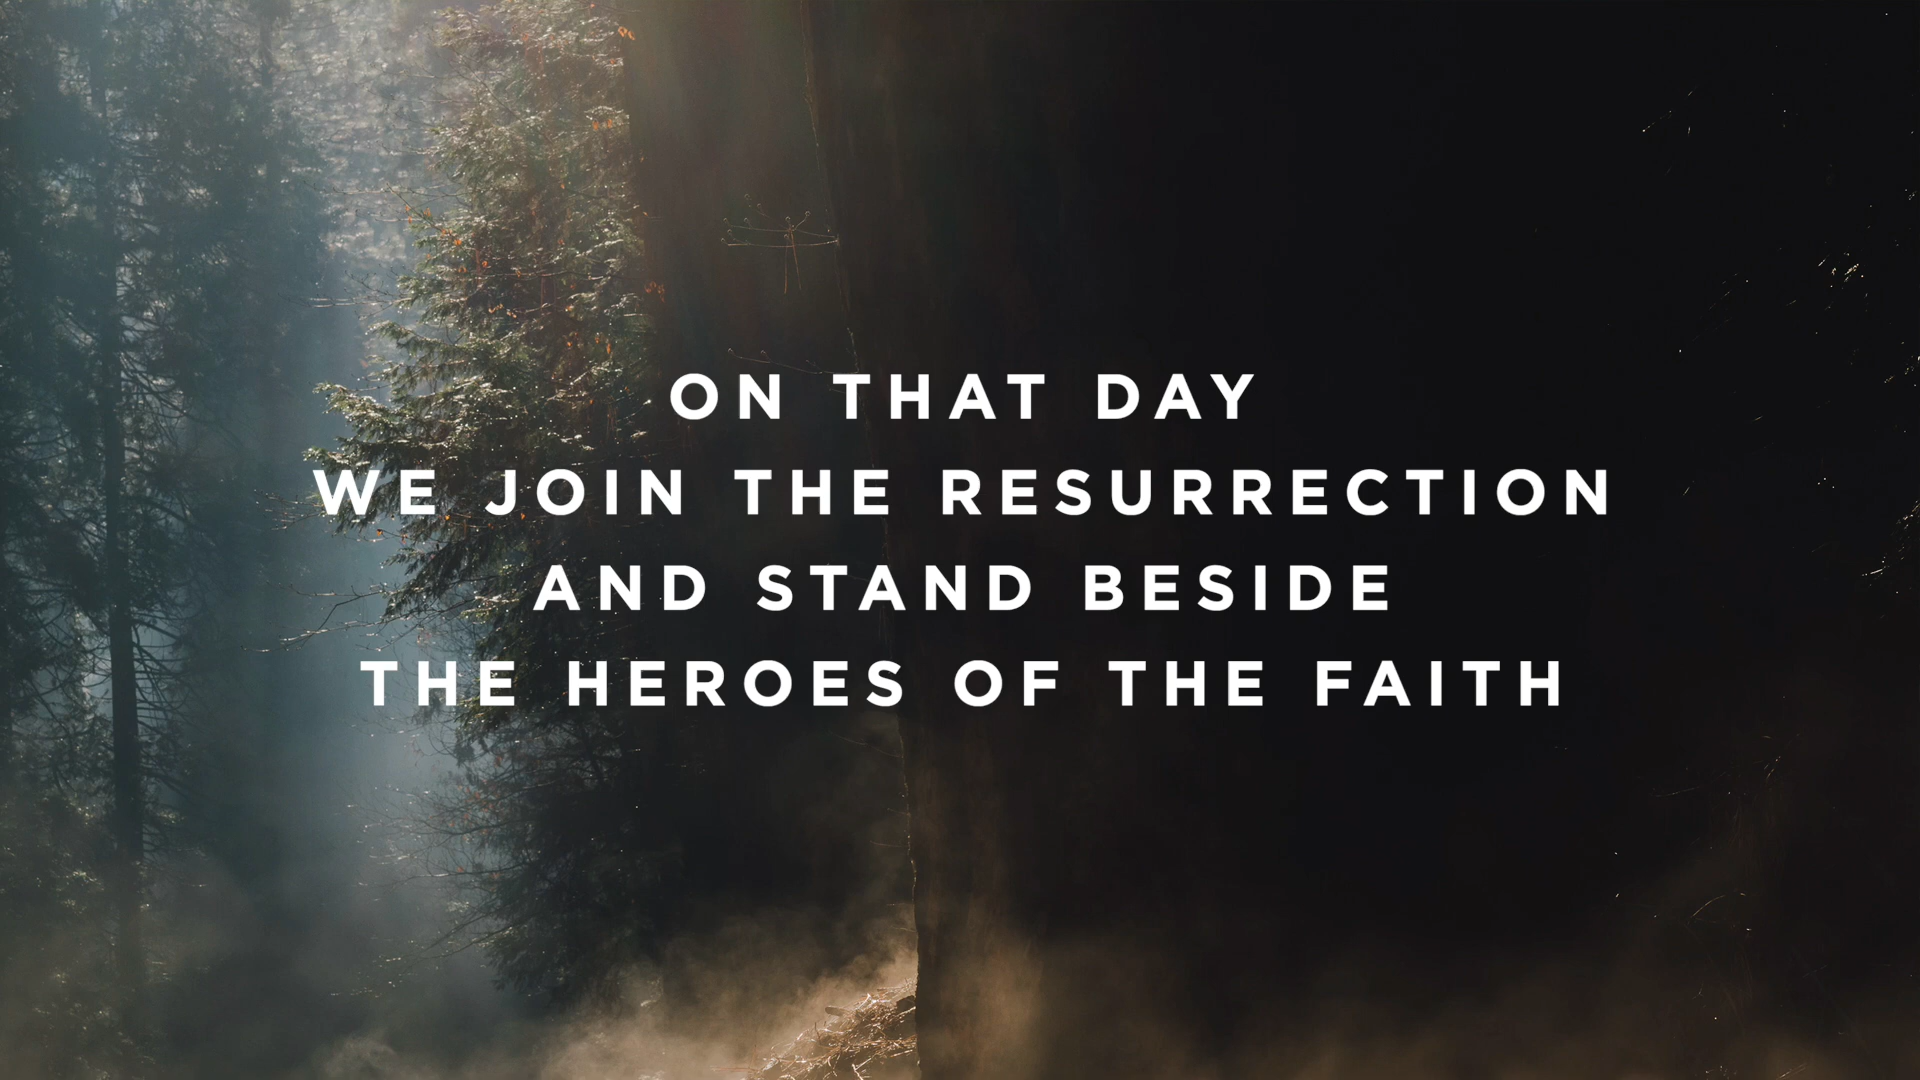 ON THAT DAY
WE JOIN THE RESURRECTION
AND STAND BESIDE
THE HEROES OF THE FAITH